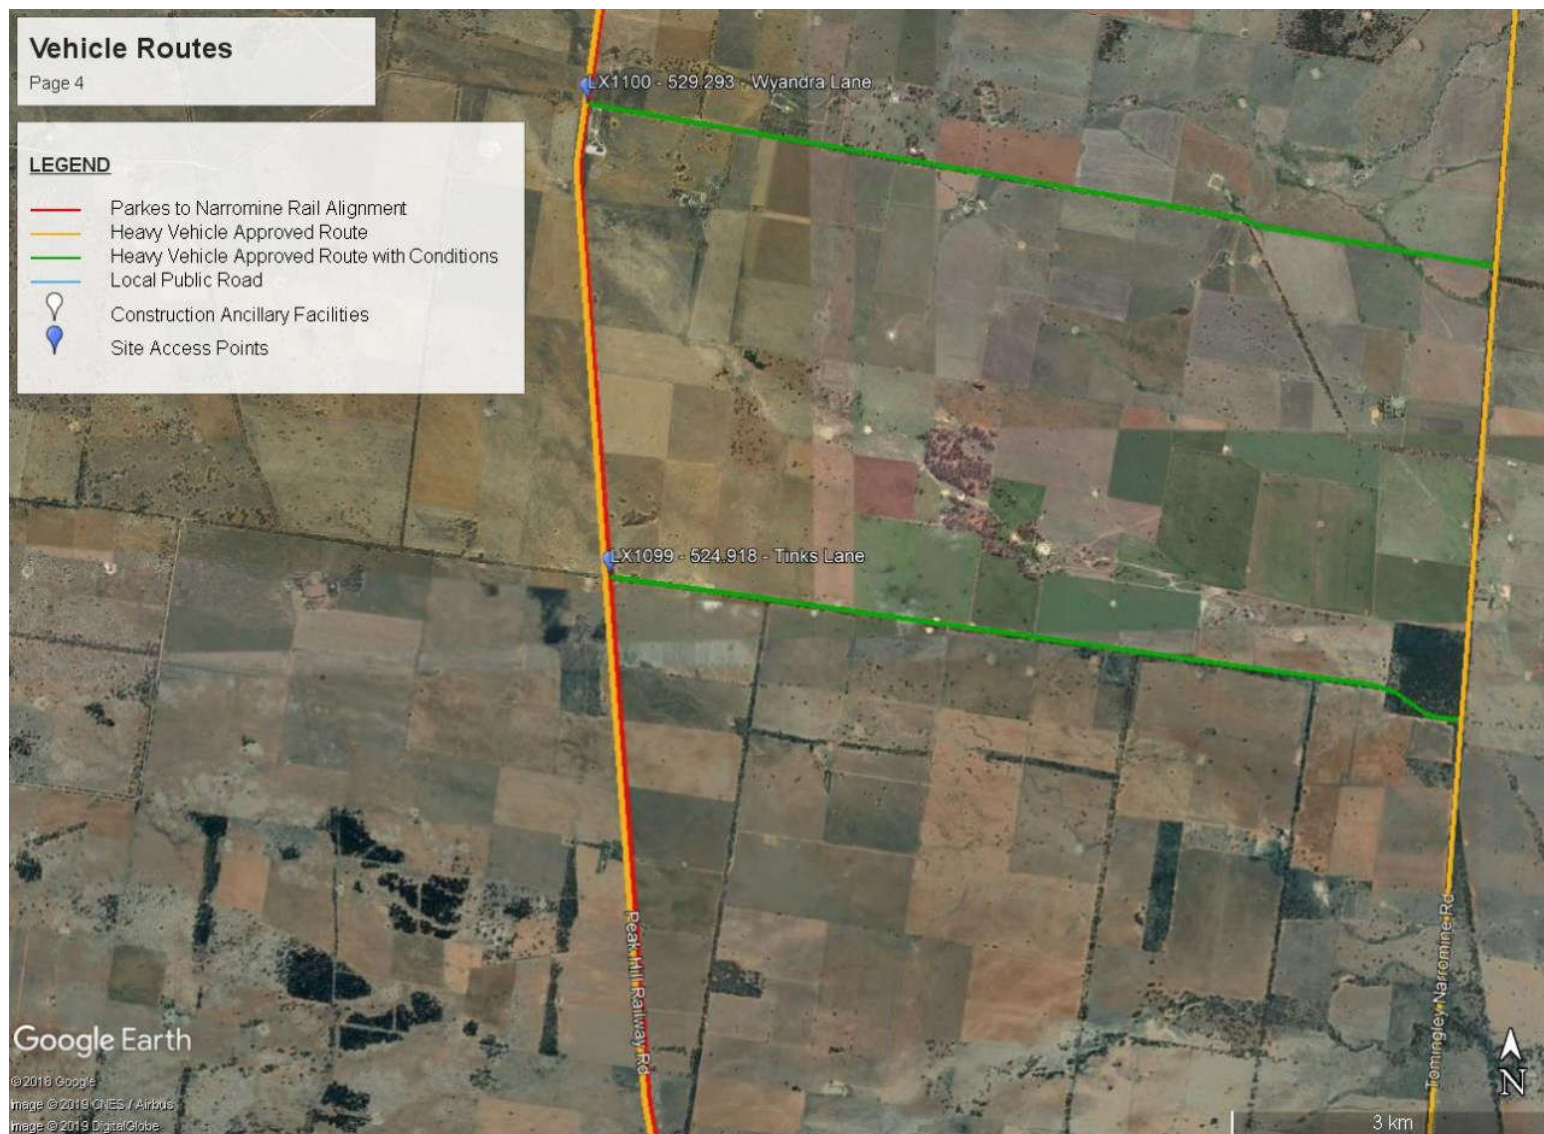 Vehicle Routes
Page 4
LX1100 - 529.293 - Wyandra Lane
LEGEND
Parkes to Narromine Rail Alignment
Heavy Vehicle Approved Route
Heavy Vehicle Approved Route with Conditions
Local Public Road
Construction Ancillary Facilities
Site Access Points
LX1099 - 524.918 - Tinks Lane
Peak Hill Railway Rd
Tomingley Narromine Rd
Google Earth
© 2018 Google
Image © 2019 CNES / Airbus
Image © 2019 DigitalGlobe
N
3 km